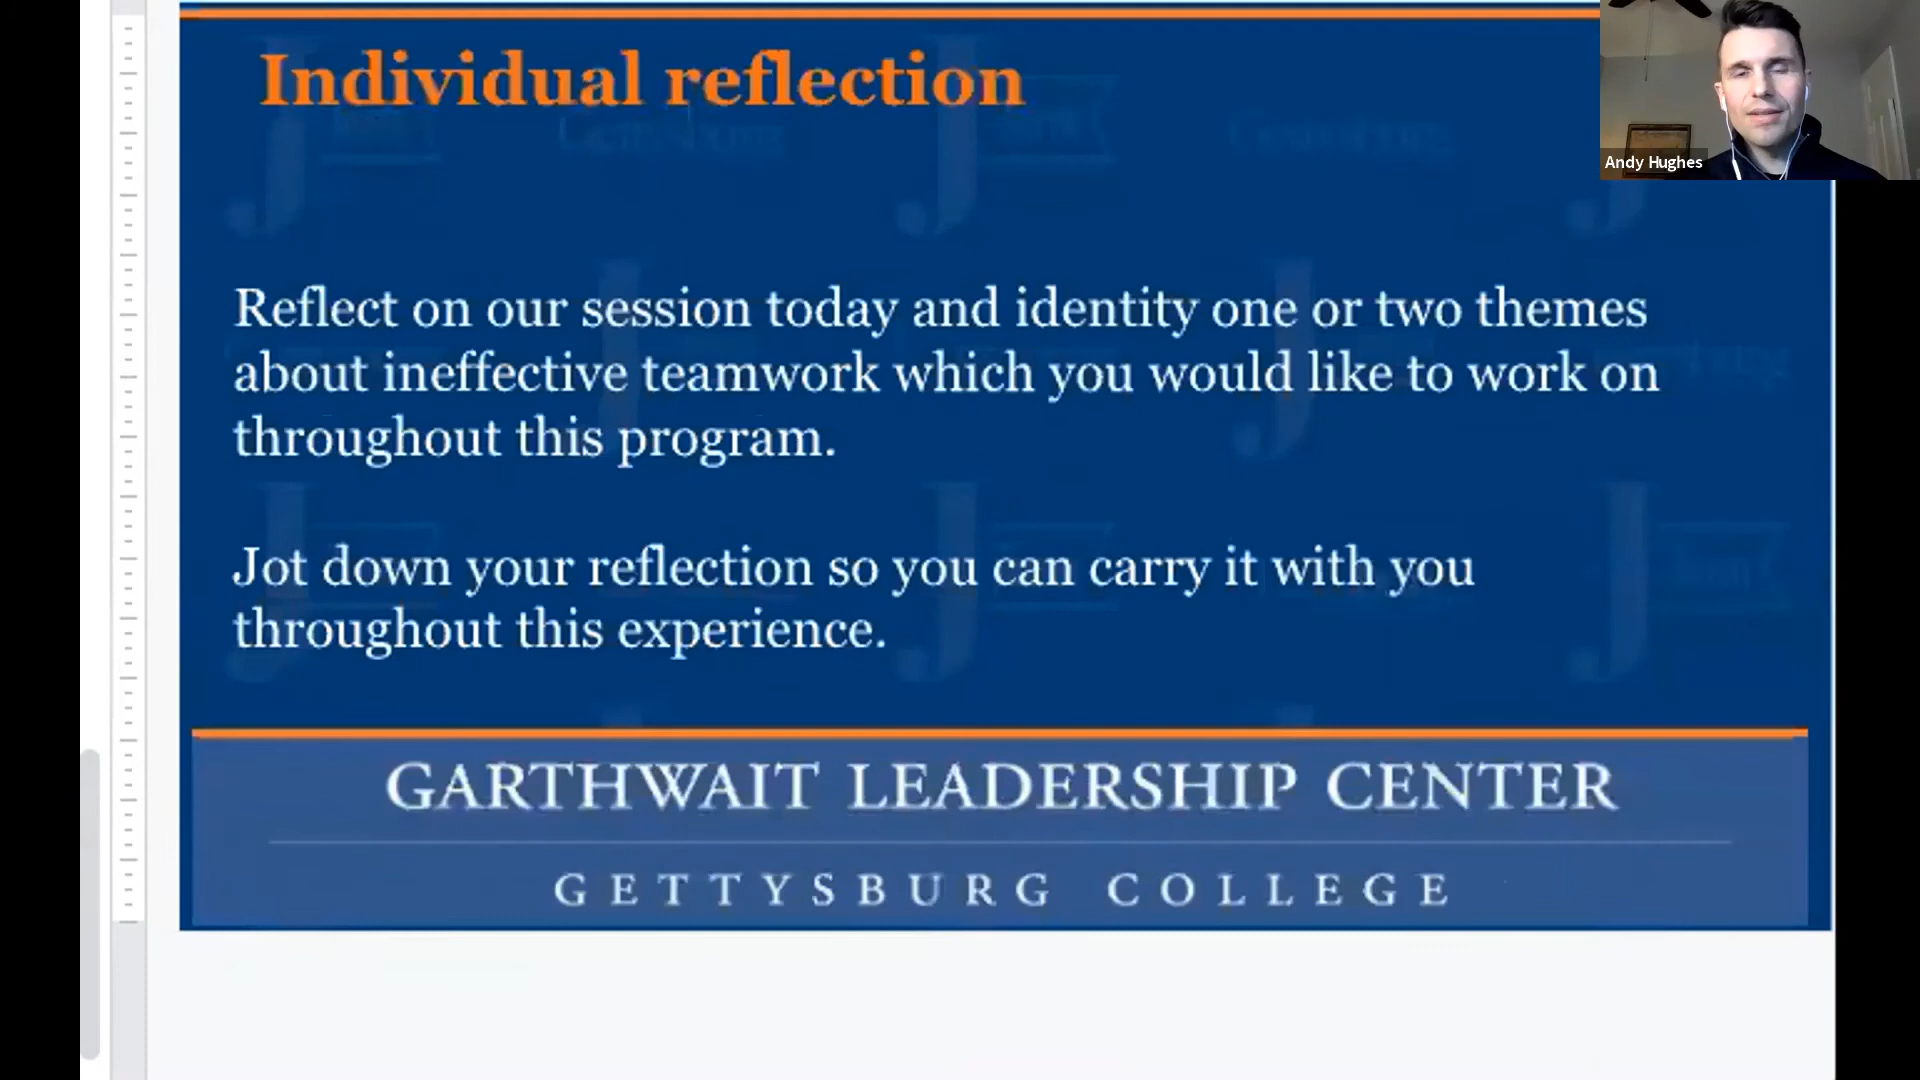 Individual reflection
Andy Hughes
Reflect on our session today and identity one or two themes
about ineffective teamwork which you would like to work on
throughout this program.
Jot down your reflection so you can carry it with you
throughout this experience.
GARTHWAIT LEADERSHIP CENTER
GETTYSBURG COLLEGE